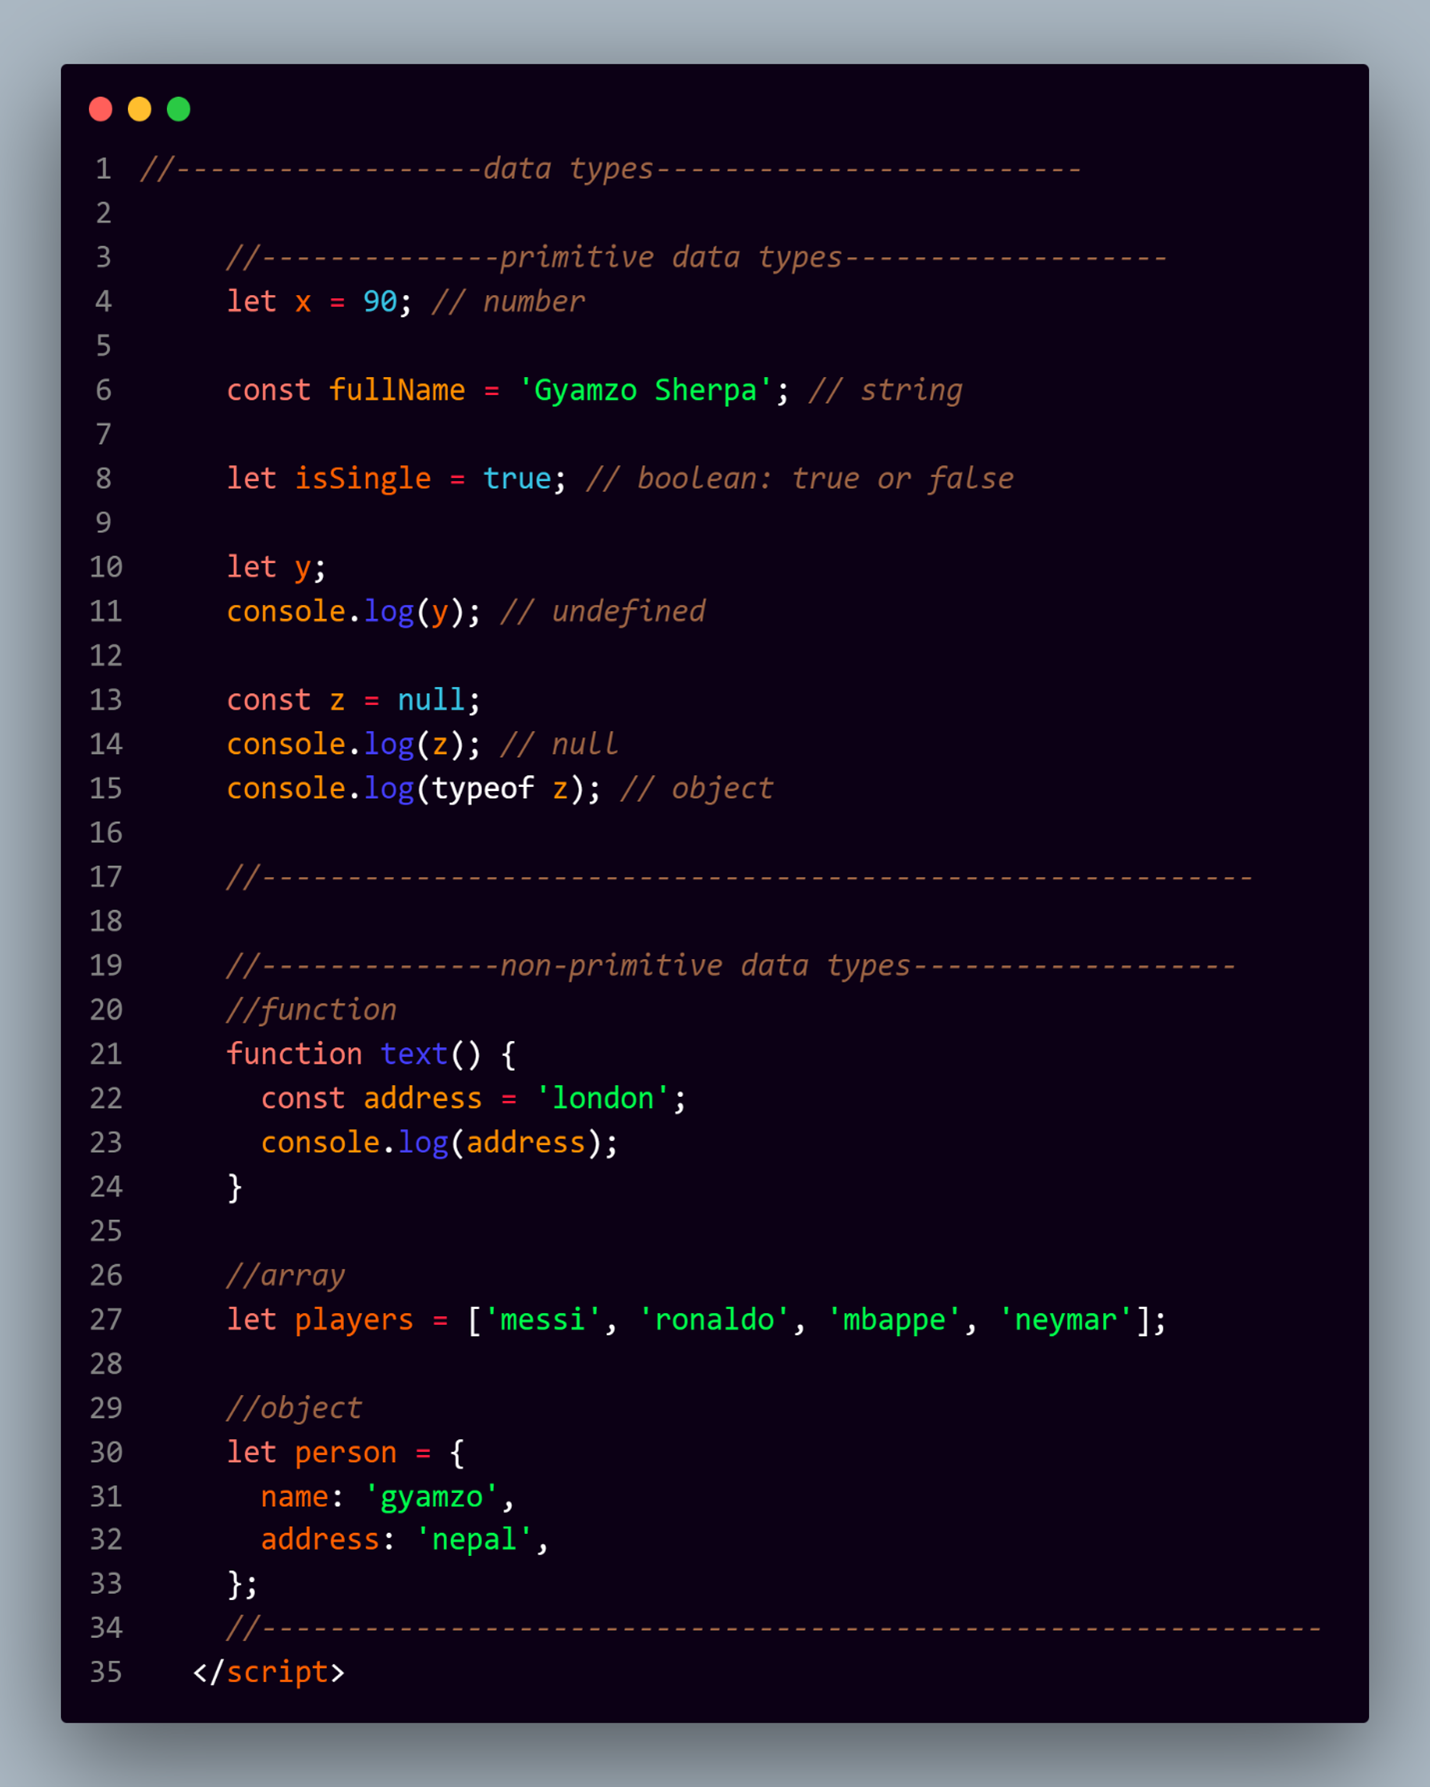 1 //------------------data types-------------------------
2
3 //--------------primitive data types-------------------
4 let x = 90; // number
5
6 const fullName = 'Gyamzo Sherpa'; // string
7
8 let isSingle = true; // boolean: true or false
9
10 let y;
11 console.log(y); // undefined
12
13 const z = null;
14 console.log(z); // null
15 console.log(typeof z); // object
16
17 //----------------------------------------------------------
18
19 //--------------non-primitive data types-------------------
20 //function
21 function text() {
22 const address = 'london';
23 console.log(address);
24 }
25
26 //array
27 let players = ['messi', 'ronaldo', 'mbappe', 'neymar'];
28
29 //object
30 let person = {
31 name: 'gyamzo',
32 address: 'nepal',
33 };
34 //--------------------------------------------------------------
35 </script>